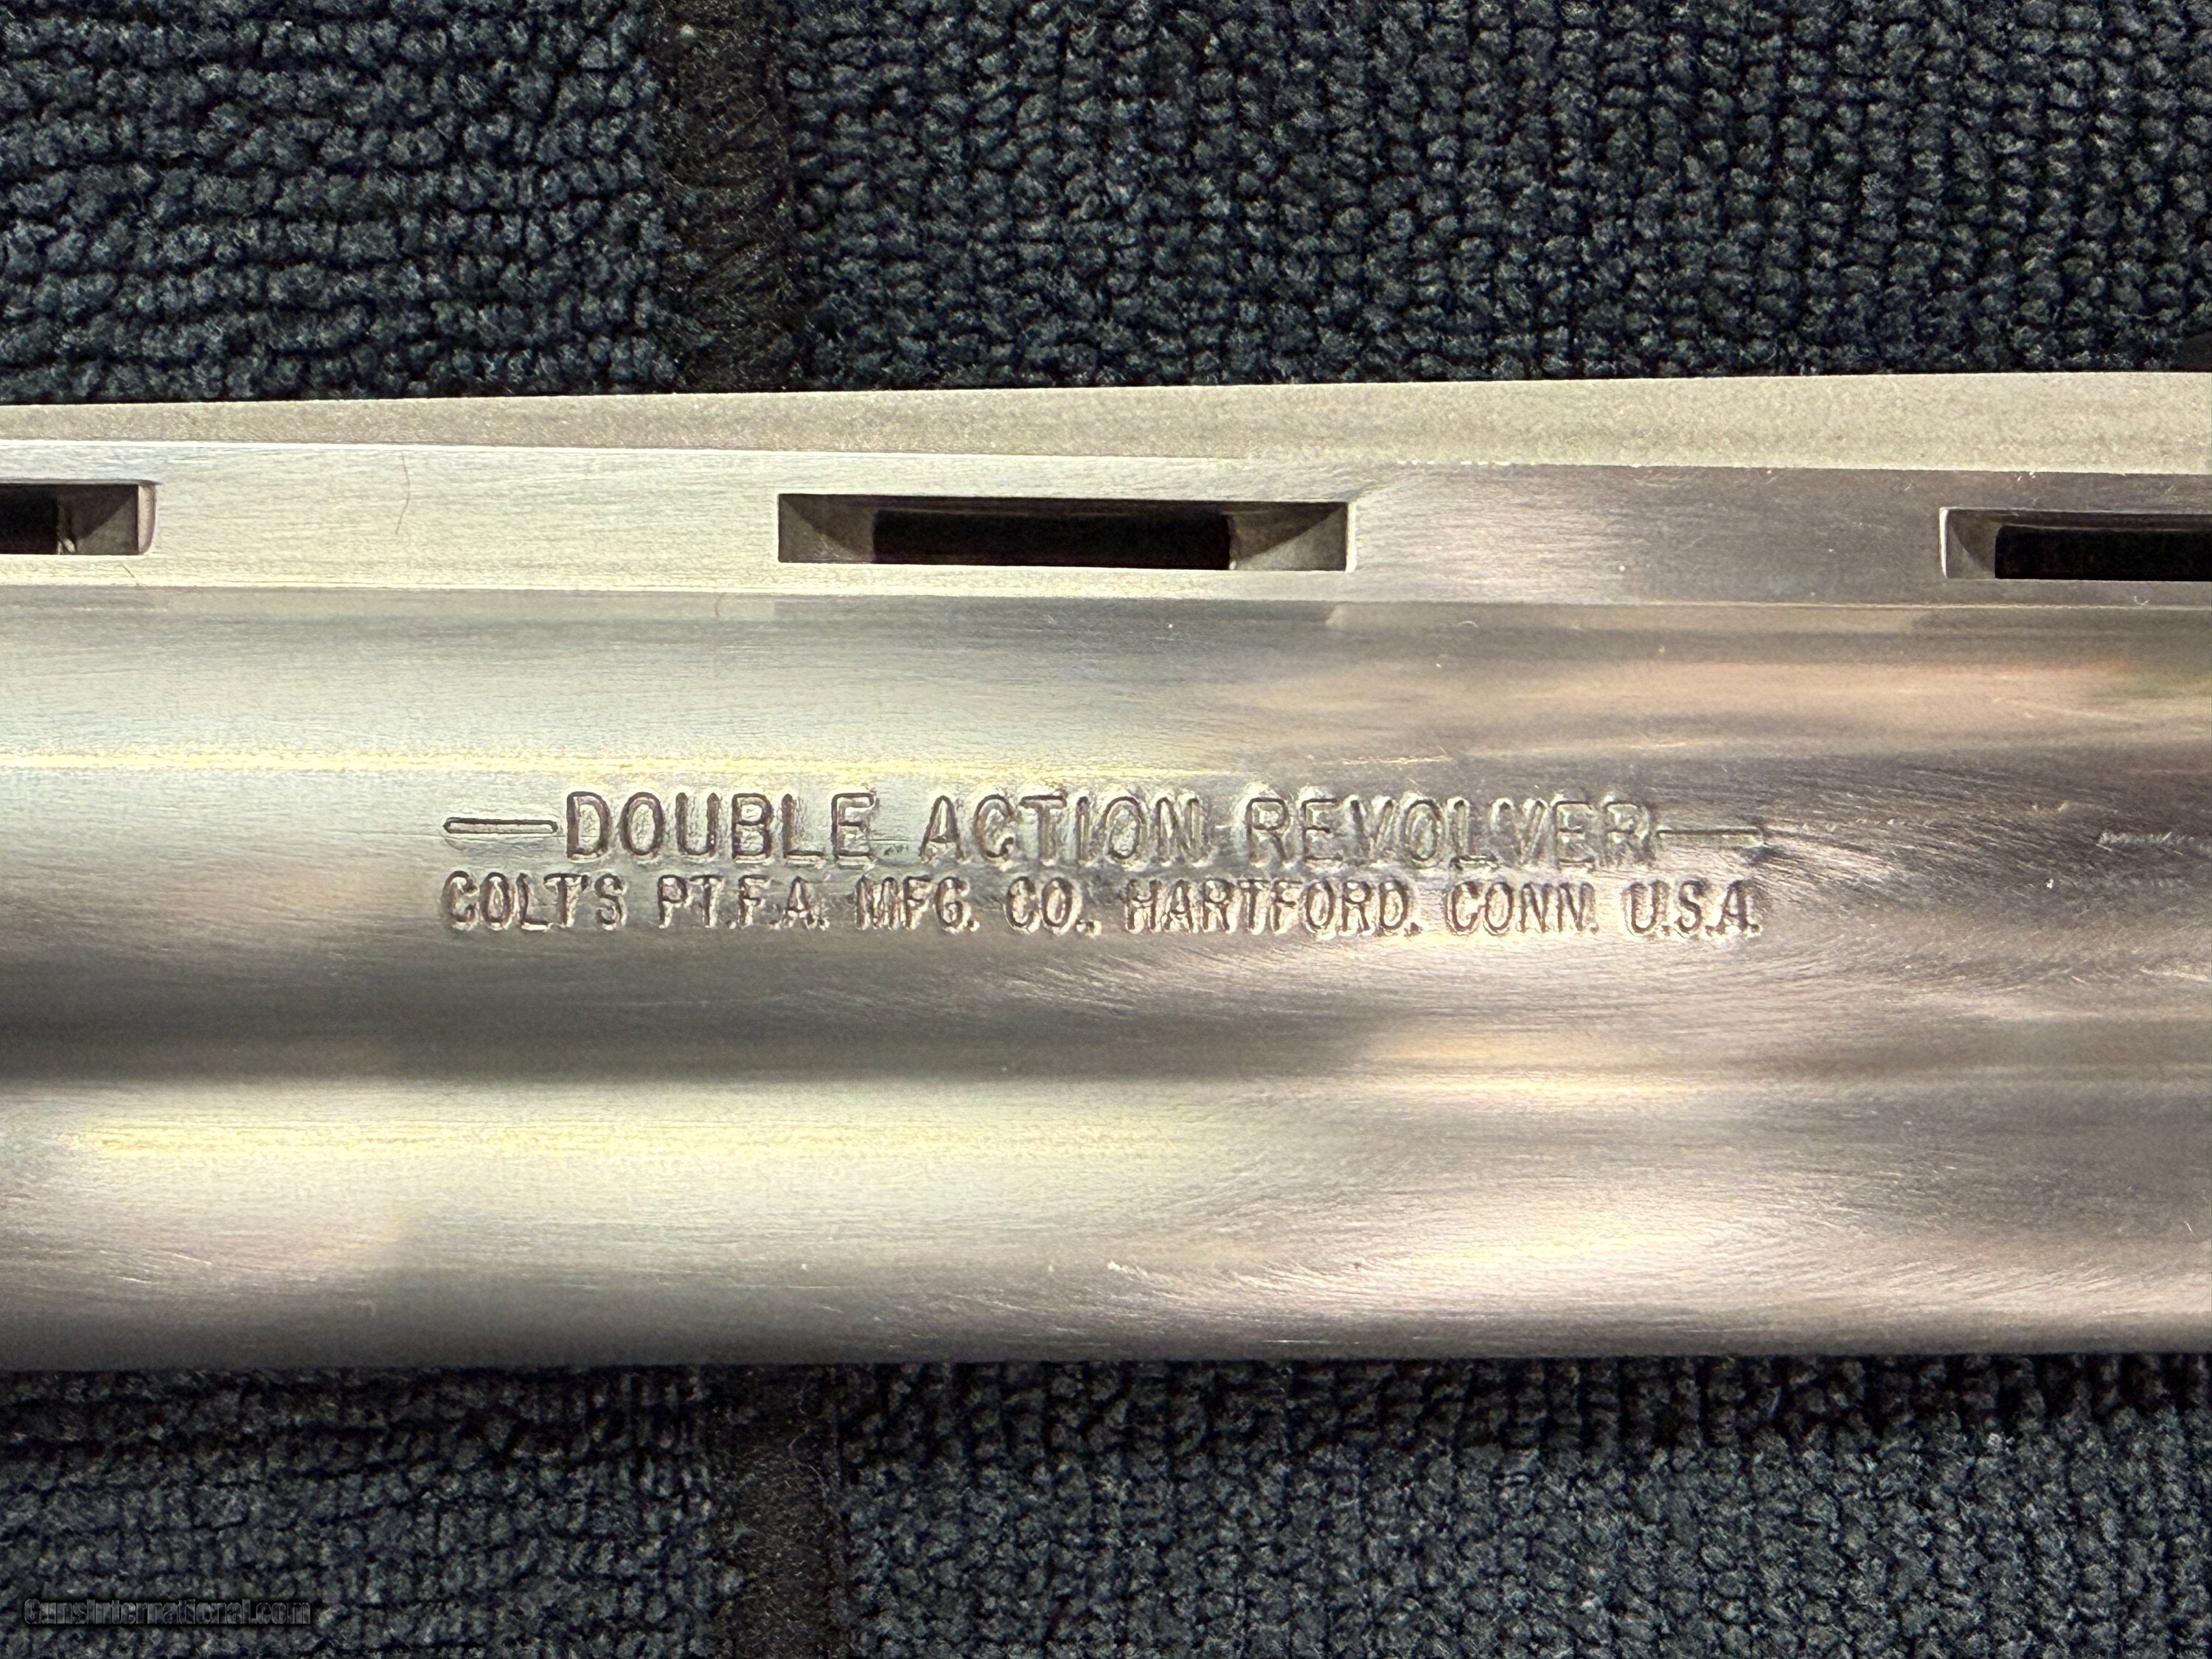 —DOUBLE ACTION REVOLVER—
COLT'S PT.F.A. MFG. CO., HARTFORD. CONN. U.S.A.
GunsInternational.com